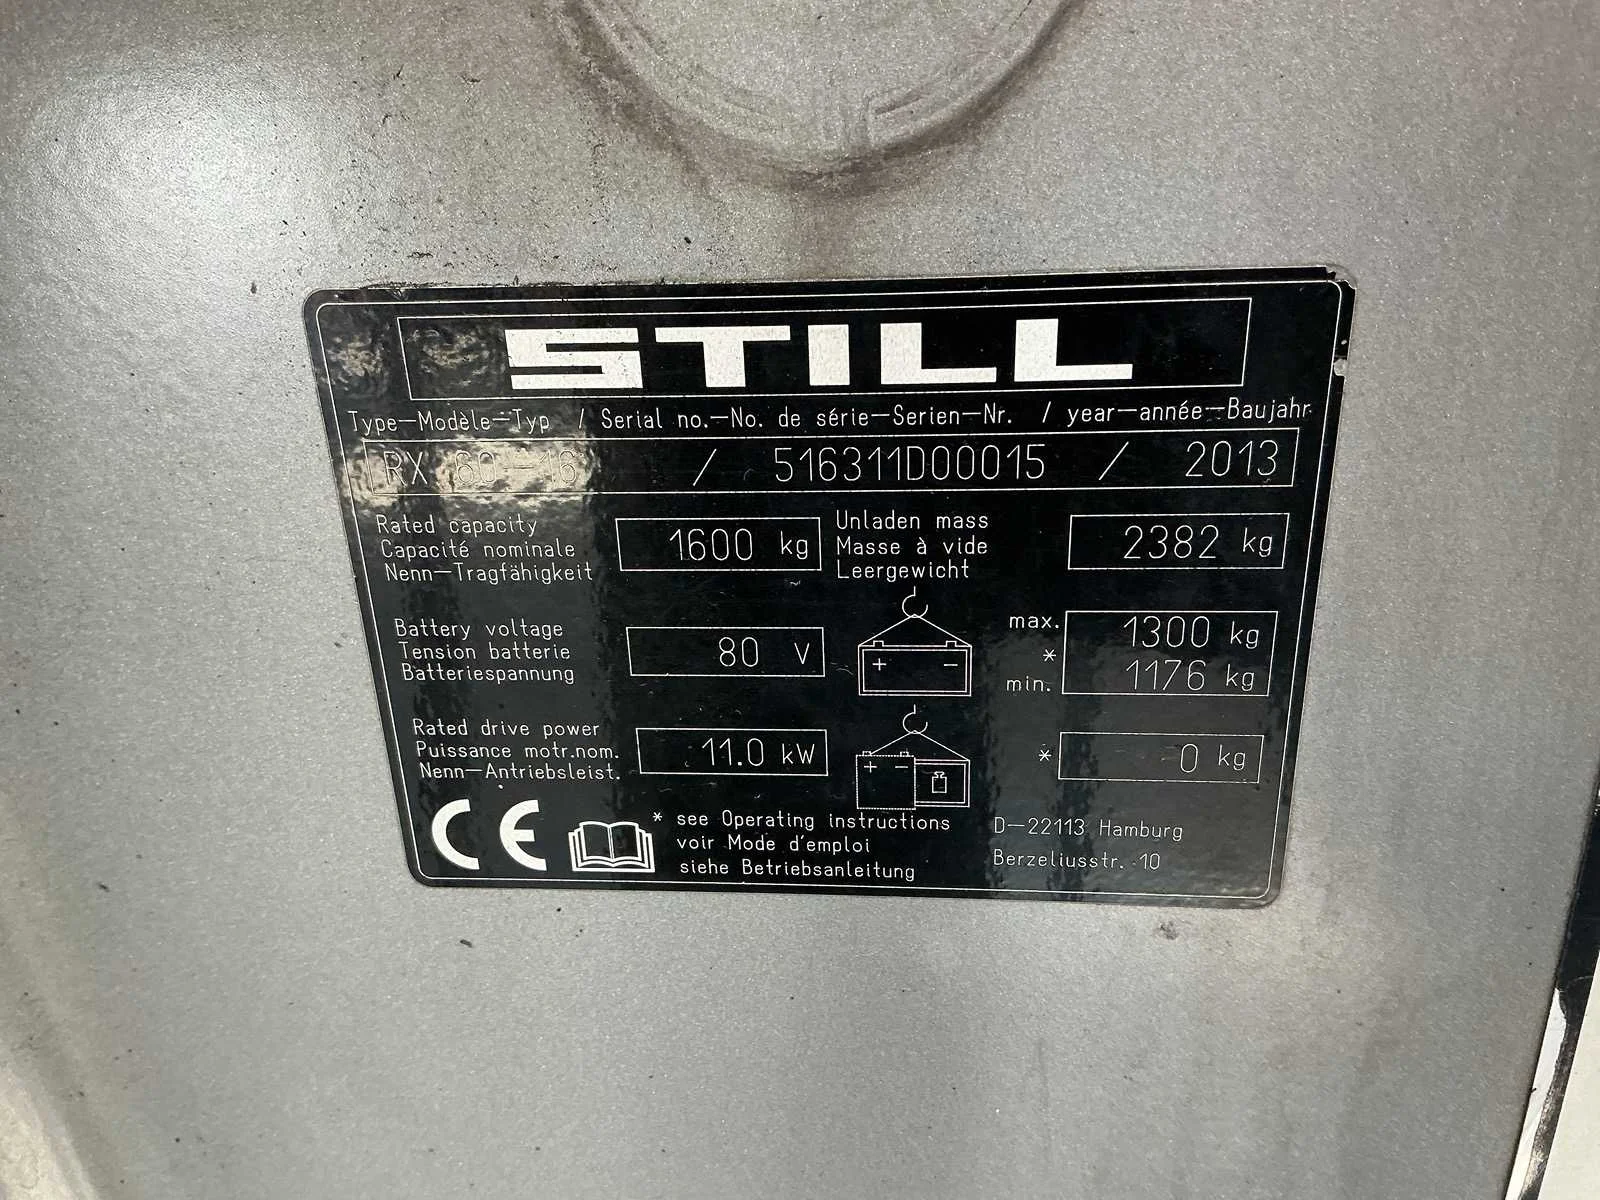 STILL
Type-Modèle-Typ / Serial no.-No. de série-Serien-Nr. / year-année-Baujahr
RX 60-16 / 516311D00015 / 2013
Rated capacity
Capacité nominale
Nenn-Tragfähigkeit
1600 kg
Unladen mass
Masse à vide
Leergewicht
2382 kg
Battery voltage
Tension batterie
Batteriespannung
80 V
+ -
max. 1300 kg
*
min. 1176 kg
Rated drive power
Puissance motr.nom.
Nenn-Antriebsleist.
11.0 kW
+ -
* 0 kg
CE
* see Operating instructions
voir Mode d'emploi
siehe Betriebsanleitung
D-22113 Hamburg
Berzeliusstr. 10